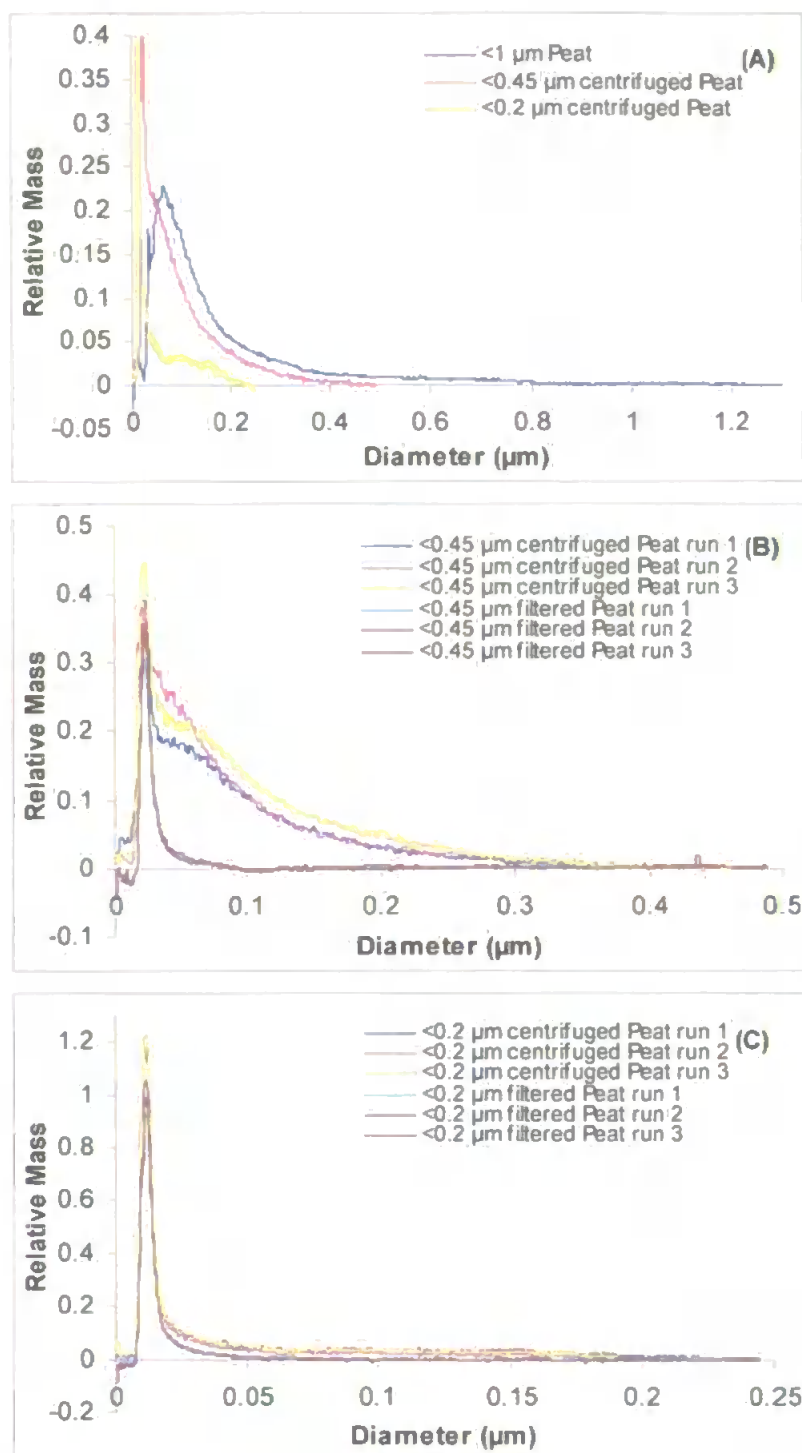 (A)
<1 µm Peat
<0.45 µm centrifuged Peat
<0.2 µm centrifuged Peat
Relative Mass
0.4
0.35
0.3
0.25
0.2
0.15
0.1
0.05
0
-0.05
0 0.2 0.4 0.6 0.8 1 1.2
Diameter (µm)
(B)
<0.45 µm centrifuged Peat run 1
<0.45 µm centrifuged Peat run 2
<0.45 µm centrifuged Peat run 3
<0.45 µm filtered Peat run 1
<0.45 µm filtered Peat run 2
<0.45 µm filtered Peat run 3
Relative Mass
0.5
0.4
0.3
0.2
0.1
0
-0.1
0 0.1 0.2 0.3 0.4 0.5
Diameter (µm)
(C)
<0.2 µm centrifuged Peat run 1
<0.2 µm centrifuged Peat run 2
<0.2 µm centrifuged Peat run 3
<0.2 µm filtered Peat run 1
<0.2 µm filtered Peat run 2
<0.2 µm filtered Peat run 3
Relative Mass
1.2
1
0.8
0.6
0.4
0.2
0
-0.2
0 0.05 0.1 0.15 0.2 0.25
Diameter (µm)